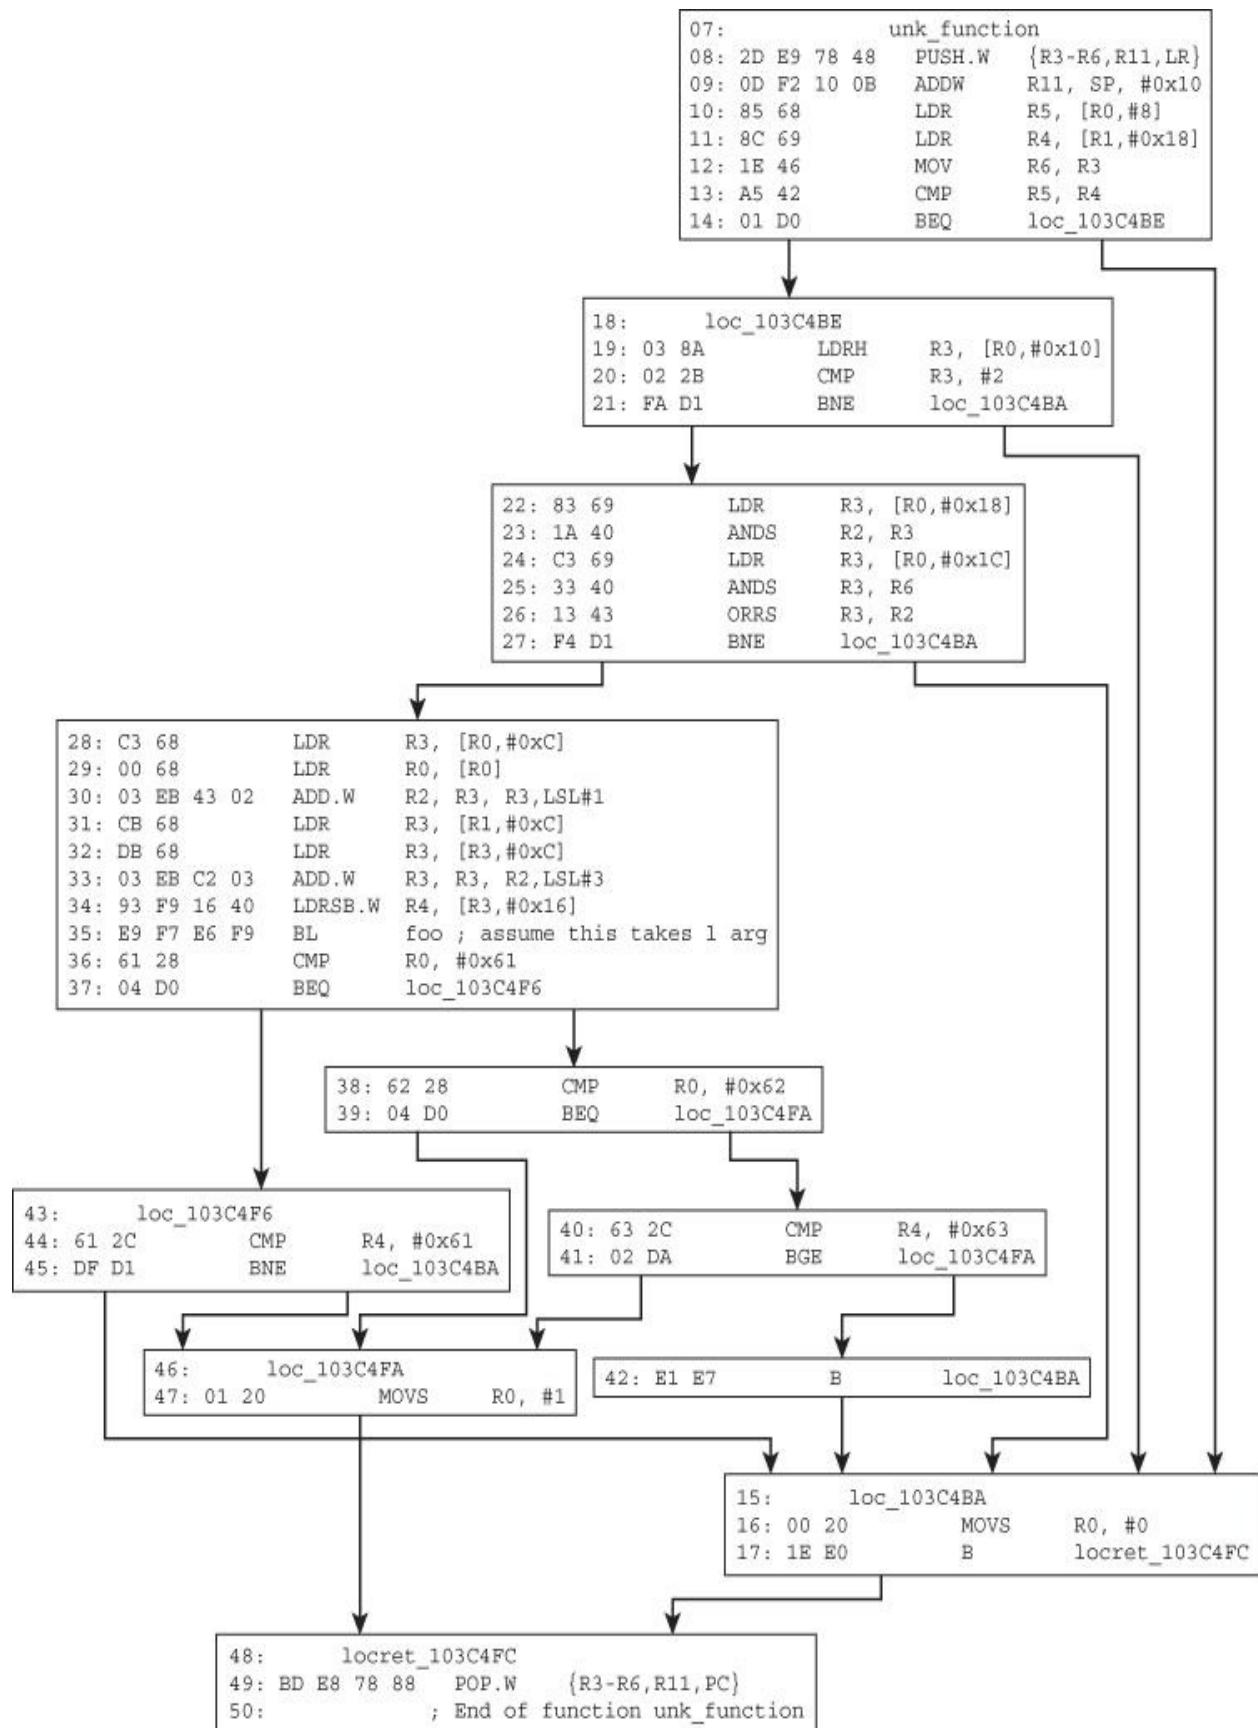 07: unk_function
08: 2D E9 78 48 PUSH.W {R3-R6,R11,LR}
09: 0D F2 10 0B ADDW R11, SP, #0x10
10: 85 68 LDR R5, [R0,#8]
11: 8C 69 LDR R4, [R1,#0x18]
12: 1E 46 MOV R6, R3
13: A5 42 CMP R5, R4
14: 01 D0 BEQ loc_103C4BE
18: loc_103C4BE
19: 03 8A LDRH R3, [R0,#0x10]
20: 02 2B CMP R3, #2
21: FA D1 BNE loc_103C4BA
22: 83 69 LDR R3, [R0,#0x18]
23: 1A 40 ANDS R2, R3
24: C3 69 LDR R3, [R0,#0x1C]
25: 33 40 ANDS R3, R6
26: 13 43 ORRS R3, R2
27: F4 D1 BNE loc_103C4BA
28: C3 68 LDR R3, [R0,#0xC]
29: 00 68 LDR R0, [R0]
30: 03 EB 43 02 ADD.W R2, R3, R3,LSL#1
31: CB 68 LDR R3, [R1,#0xC]
32: DB 68 LDR R3, [R3,#0xC]
33: 03 EB C2 03 ADD.W R3, R3, R2,LSL#3
34: 93 F9 16 40 LDRSB.W R4, [R3,#0x16]
35: E9 F7 E6 F9 BL foo ; assume this takes 1 arg
36: 61 28 CMP R0, #0x61
37: 04 D0 BEQ loc_103C4F6
38: 62 28 CMP R0, #0x62
39: 04 D0 BEQ loc_103C4FA
43: loc_103C4F6
44: 61 2C CMP R4, #0x61
45: DF D1 BNE loc_103C4BA
40: 63 2C CMP R4, #0x63
41: 02 DA BGE loc_103C4FA
46: loc_103C4FA
47: 01 20 MOVS R0, #1
42: E1 E7 B loc_103C4BA
15: loc_103C4BA
16: 00 20 MOVS R0, #0
17: 1E E0 B locret_103C4FC
48: locret_103C4FC
49: BD E8 78 88 POP.W {R3-R6,R11,PC}
50: ; End of function unk_function